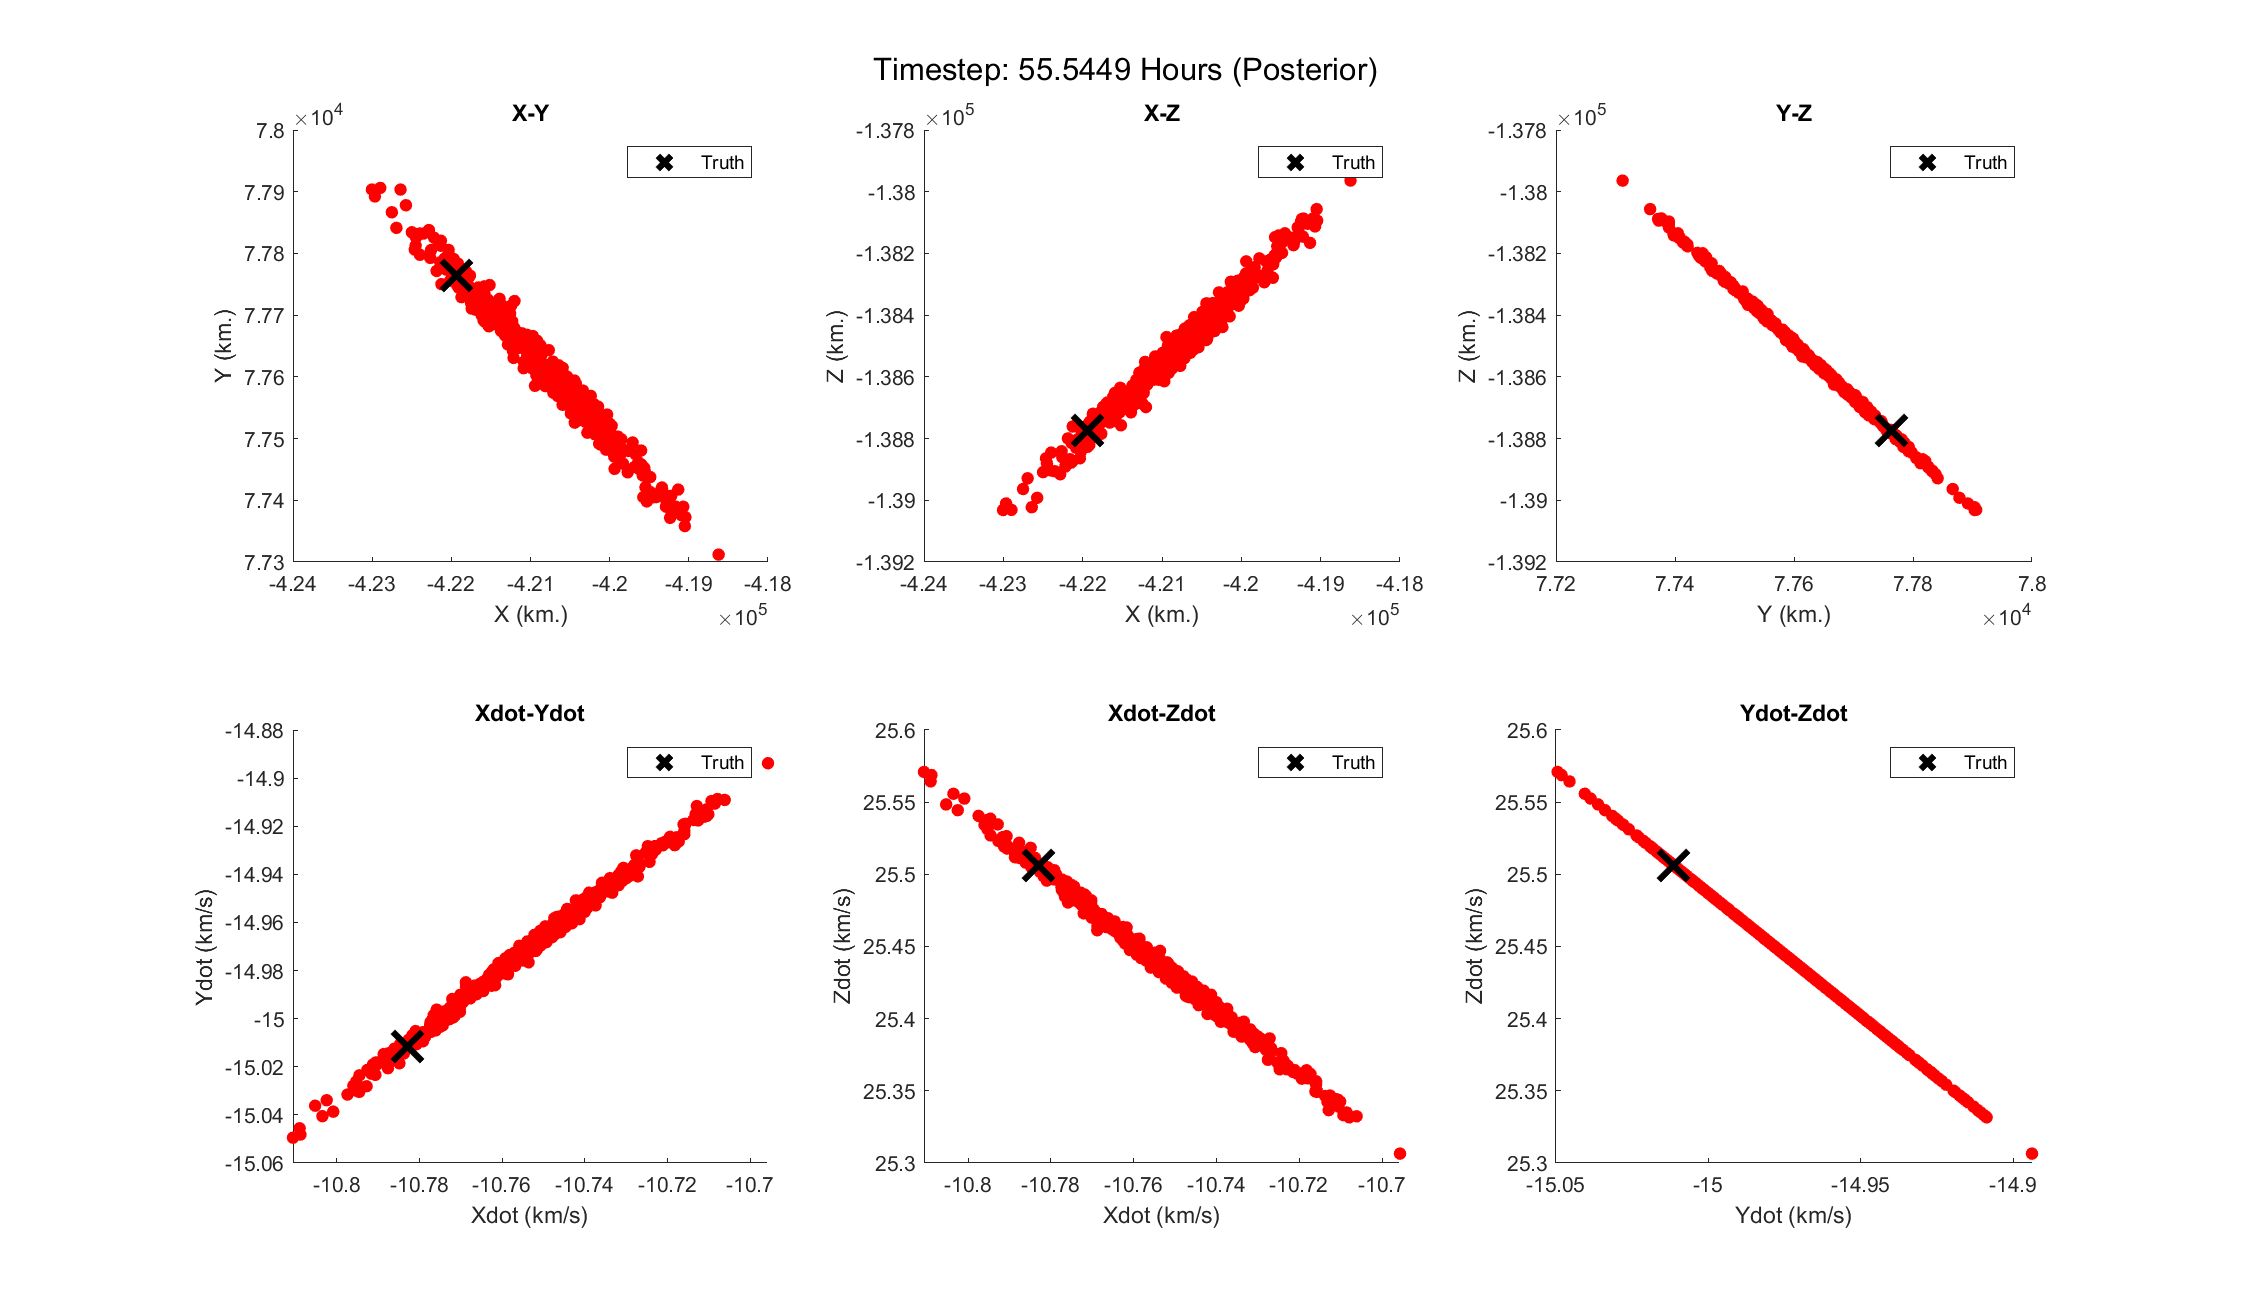 Timestep: 55.5449 Hours (Posterior)
X-Y
×10^4
7.8
7.79
7.78
7.77
7.76
7.75
7.74
7.73
Y (km.)
Truth
-4.24 -4.23 -4.22 -4.21 -4.2 -4.19 -4.18
X (km.)
×10^5
X-Z
×10^5
-1.378
-1.38
-1.382
-1.384
-1.386
-1.388
-1.39
-1.392
Z (km.)
Truth
-4.24 -4.23 -4.22 -4.21 -4.2 -4.19 -4.18
X (km.)
×10^5
Y-Z
×10^5
-1.378
-1.38
-1.382
-1.384
-1.386
-1.388
-1.39
-1.392
Z (km.)
Truth
7.72 7.74 7.76 7.78 7.8
Y (km.)
×10^4
Xdot-Ydot
-14.88
-14.9
-14.92
-14.94
-14.96
-14.98
-15
-15.02
-15.04
-15.06
Ydot (km/s)
Truth
-10.8 -10.78 -10.76 -10.74 -10.72 -10.7
Xdot (km/s)
Xdot-Zdot
25.6
25.55
25.5
25.45
25.4
25.35
25.3
Zdot (km/s)
Truth
-10.8 -10.78 -10.76 -10.74 -10.72 -10.7
Xdot (km/s)
Ydot-Zdot
25.6
25.55
25.5
25.45
25.4
25.35
25.3
Zdot (km/s)
Truth
-15.05 -15 -14.95 -14.9
Ydot (km/s)